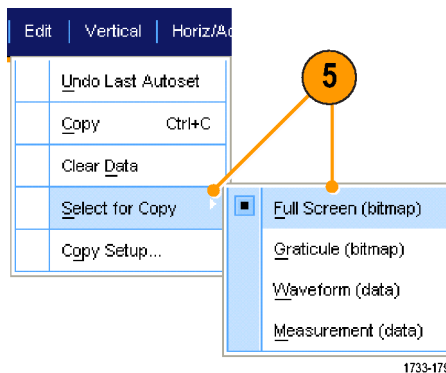 Edit | Vertical | Horiz/Ac
5
Undo Last Autoset
Copy Ctrl+C
Clear Data
Select for Copy
Copy Setup...
Full Screen (bitmap)
Graticule (bitmap)
Waveform (data)
Measurement (data)
1733-179